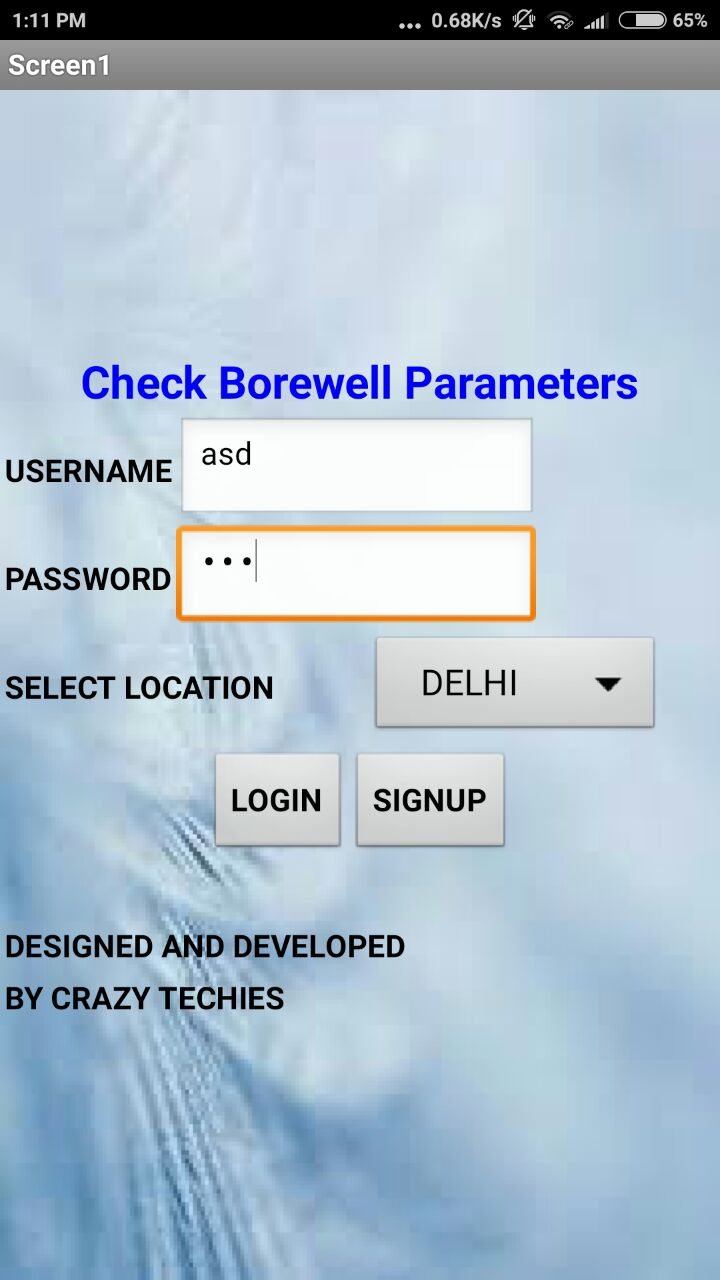 1:11 PM ... 0.68K/s 65%
Screen1
Check Borewell Parameters
USERNAME asd
PASSWORD •••
SELECT LOCATION DELHI
LOGIN SIGNUP
DESIGNED AND DEVELOPED
BY CRAZY TECHIES